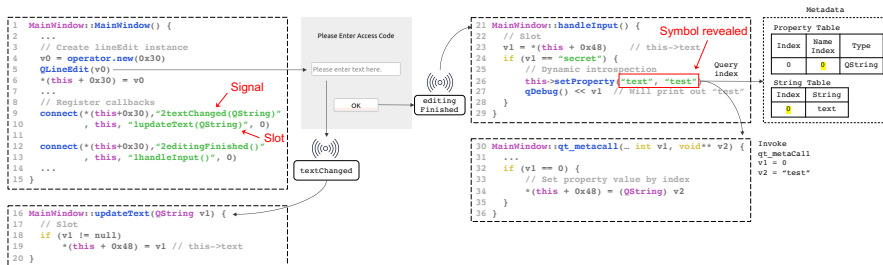 1 MainWindow::MainWindow() {
2 ...
3 // Create lineEdit instance
4 v0 = operator.new(0x30)
5 QLineEdit(v0)
6 *(this + 0x30) = v0
7 ...
8 // Register callbacks
9 connect(*(this+0x30),"2textChanged(QString)"
10 , this, "1updateText(QString)", 0)
11
12 connect(*(this+0x30),"2editingFinished()"
13 , this, "lhandleInput()", 0)
14 ...
15 }
Signal
Slot
Please Enter Access Code
Please enter text here.
OK
textChanged
editing
Finished
16 MainWindow::updateText(QString v1) {
17 // Slot
18 if (v1 != null)
19 *(this + 0x48) = v1 // this->text
20 }
21 MainWindow::handleInput() {
22 // Slot
23 v1 = *(this + 0x48) // this->text
24 if (v1 == "secret") {
25 // Dynamic introspection
26 this->setProperty("text", "test")
27 qDebug() << v1 // Will print out "test"
28 }
29 }
Symbol revealed
Query
index
30 MainWindow::qt_metacall(… int v1, void** v2) {
31 ...
32 if (v1 == 0) {
33 // Set property value by index
34 *(this + 0x48) = (QString) v2
35 }
36 }
Invoke
qt_metaCall
v1 = 0
v2 = "test"
Metadata
Property Table
Index Name Index Type
0 0 QString
String Table
Index String
0 text